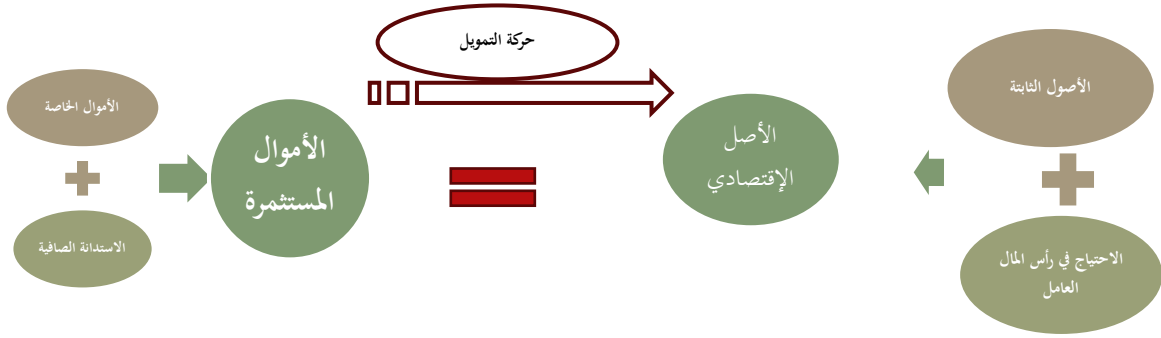 حركة التمويل
الأصول الثابتة
الأموال الخاصة
الأصل
الإقتصادي
الأموال
المستثمرة
الاستدانة الصافية
الاحتياج في رأس المال
العامل